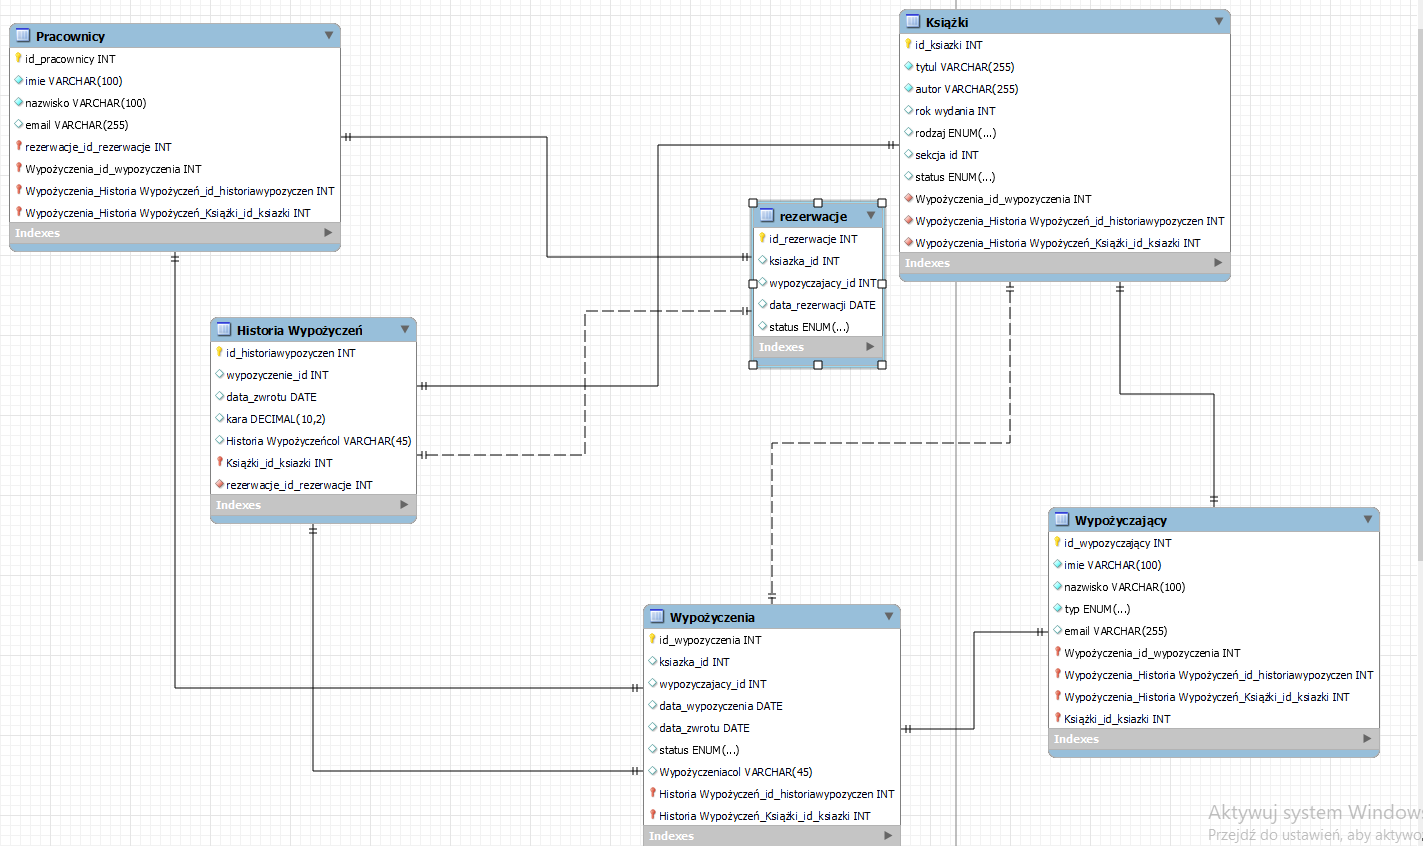 Pracownicy
id_pracownicy INT
imie VARCHAR(100)
nazwisko VARCHAR(100)
email VARCHAR(255)
rezerwacje_id_rezerwacje INT
Wypożyczenia_id_wypozyczenia INT
Wypożyczenia_Historia Wypożyczeń_id_historiawypozyczen INT
Wypożyczenia_Historia Wypożyczeń_Książki_id_ksiazki INT
Indexes
Książki
id_ksiazki INT
tytul VARCHAR(255)
autor VARCHAR(255)
rok wydania INT
rodzaj ENUM(...)
sekcja id INT
status ENUM(...)
Wypożyczenia_id_wypozyczenia INT
Wypożyczenia_Historia Wypożyczeń_id_historiawypozyczen INT
Wypożyczenia_Historia Wypożyczeń_Książki_id_ksiazki INT
Indexes
rezerwacje
id_rezerwacje INT
ksiazka_id INT
wypozyczajacy_id INT
data_rezerwacji DATE
status ENUM(...)
Indexes
Historia Wypożyczeń
id_historiawypozyczen INT
wypozyczenie_id INT
data_zwrotu DATE
kara DECIMAL(10,2)
Historia Wypożyczeńcol VARCHAR(45)
Książki_id_ksiazki INT
rezerwacje_id_rezerwacje INT
Indexes
Wypożyczający
id_wypozyczający INT
imie VARCHAR(100)
nazwisko VARCHAR(100)
typ ENUM(...)
email VARCHAR(255)
Wypożyczenia_id_wypozyczenia INT
Wypożyczenia_Historia Wypożyczeń_id_historiawypozyczen INT
Wypożyczenia_Historia Wypożyczeń_Książki_id_ksiazki INT
Książki_id_ksiazki INT
Indexes
Wypożyczenia
id_wypozyczenia INT
ksiazka_id INT
wypozyczajacy_id INT
data_wypozyczenia DATE
data_zwrotu DATE
status ENUM(...)
Wypożyczeniacol VARCHAR(45)
Historia Wypożyczeń_id_historiawypozyczen INT
Historia Wypożyczeń_Książki_id_ksiazki INT
Indexes
Aktywuj system Windows
Przejdź do ustawień, aby aktywo